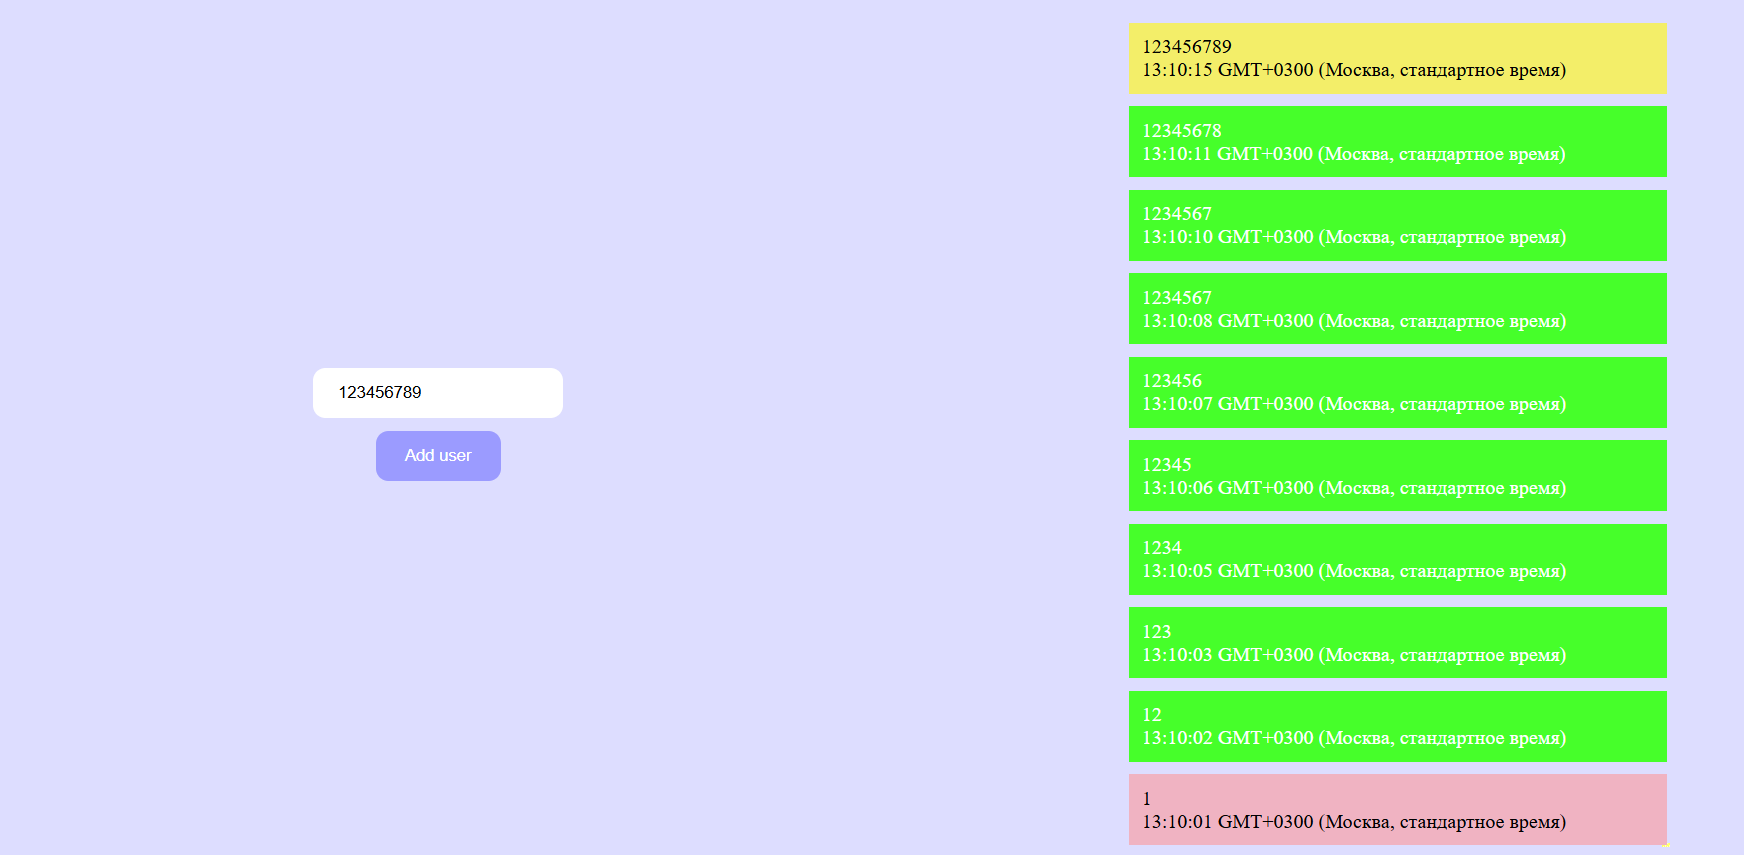 123456789
Add user
123456789
13:10:15 GMT+0300 (Москва, стандартное время)
12345678
13:10:11 GMT+0300 (Москва, стандартное время)
1234567
13:10:10 GMT+0300 (Москва, стандартное время)
1234567
13:10:08 GMT+0300 (Москва, стандартное время)
123456
13:10:07 GMT+0300 (Москва, стандартное время)
12345
13:10:06 GMT+0300 (Москва, стандартное время)
1234
13:10:05 GMT+0300 (Москва, стандартное время)
123
13:10:03 GMT+0300 (Москва, стандартное время)
12
13:10:02 GMT+0300 (Москва, стандартное время)
1
13:10:01 GMT+0300 (Москва, стандартное время)